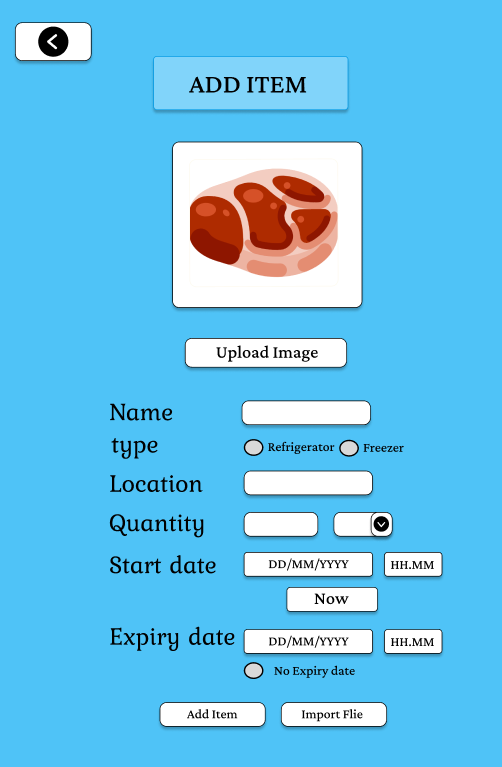 ADD ITEM
Upload Image
Name
type Refrigerator Freezer
Location
Quantity
Start date DD/MM/YYYY HH.MM
Now
Expiry date DD/MM/YYYY HH.MM
No Expiry date
Add Item Import Flie